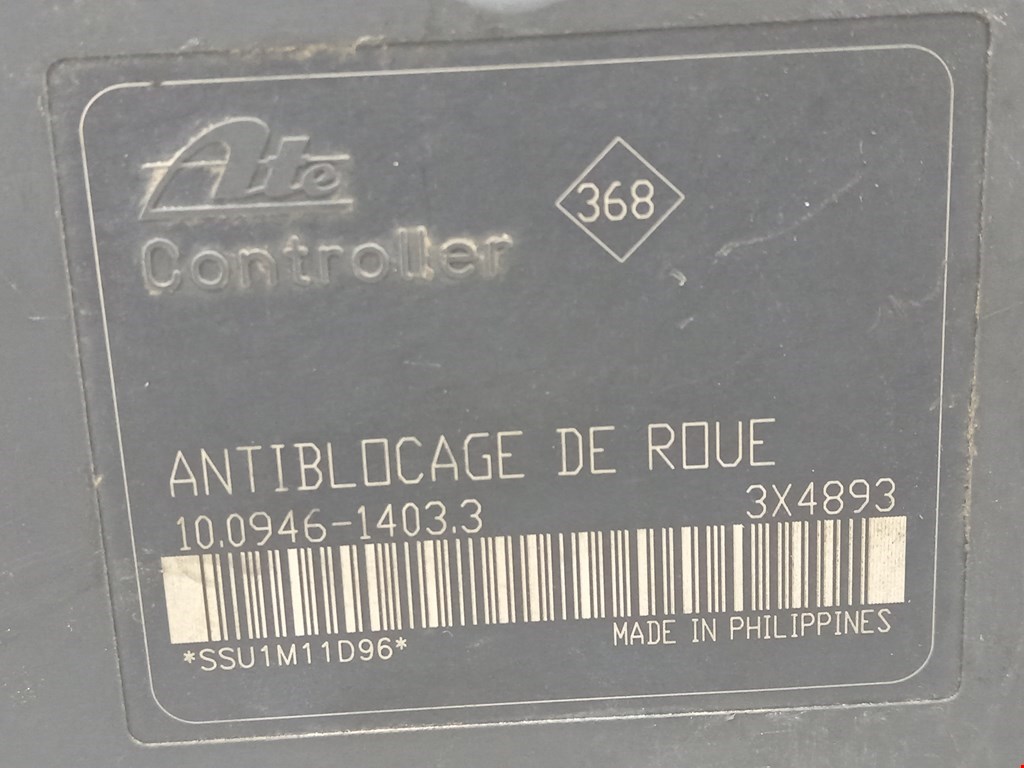 Ate
368
Controller
ANTIBLOCAGE DE ROUE
10.0946-1403.3 3X4893
*SSU1M11D96* MADE IN PHILIPPINES